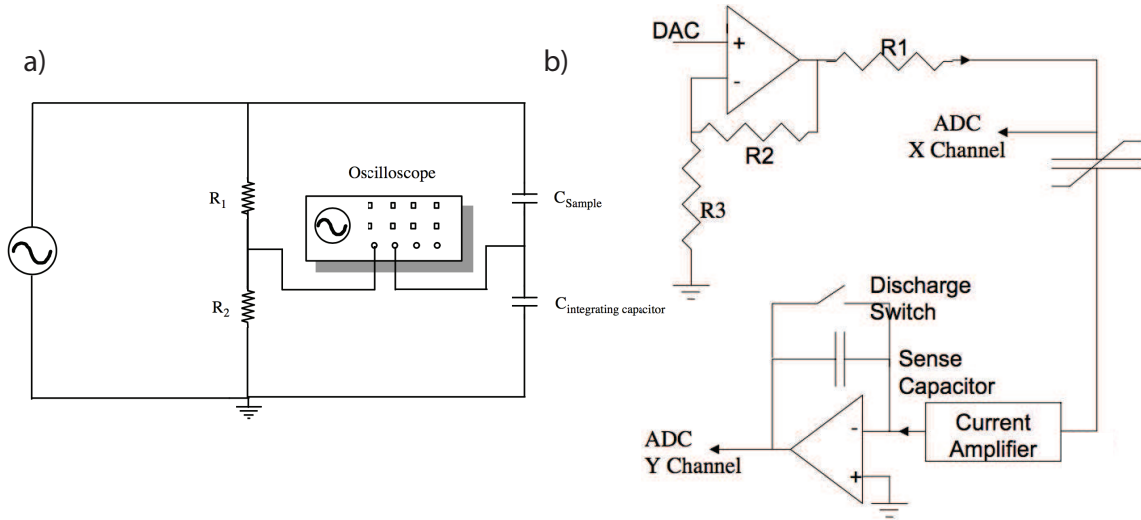 a)
R1
R2
Oscilloscope
CSample
Cintegrating capacitor
b)
DAC
+
-
R1
R2
R3
ADC
X Channel
Discharge
Switch
Sense
Capacitor
Current
Amplifier
-
+
ADC
Y Channel